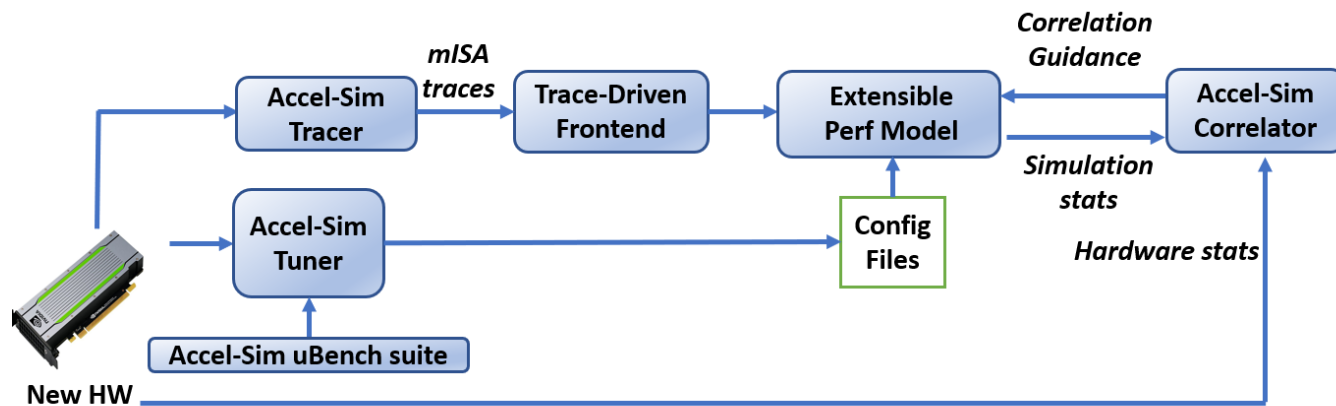 Correlation
Guidance
mISA
traces
Accel-Sim
Tracer
Trace-Driven
Frontend
Extensible
Perf Model
Accel-Sim
Correlator
Simulation
stats
Accel-Sim
Tuner
Config
Files
Hardware stats
NVIDIA
Accel-Sim uBench suite
New HW